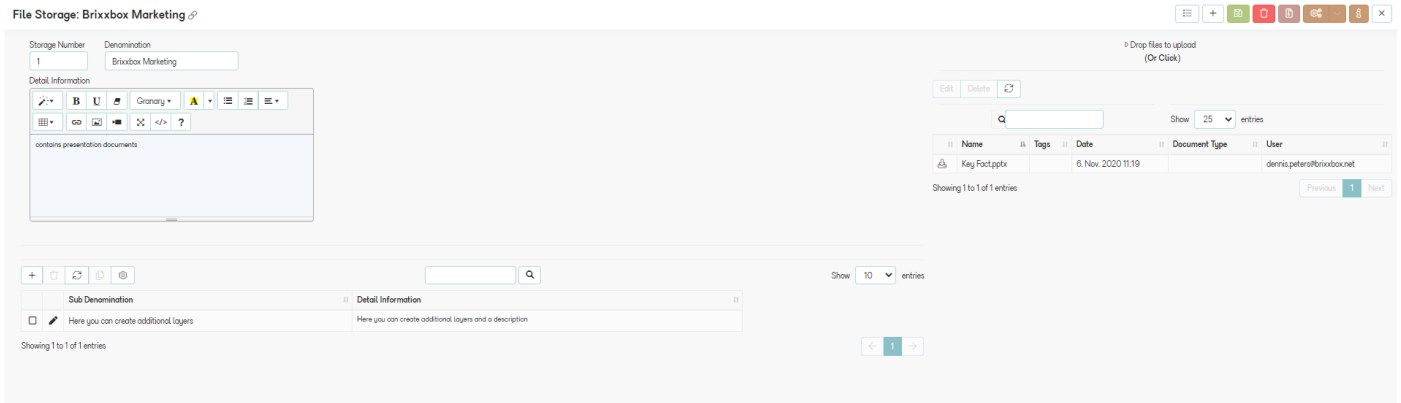 File Storage: Brixxbox Marketing
Storage Number Denomination
1 Brixxbox Marketing
Detail Information
B U Granary A
</> ?
contains presentation documents
Show 10 entries
Sub Denomination Detail Information
Here you can create additional layers Here you can create additional layers and a description
Showing 1 to 1 of 1 entries
1
Drop files to upload
(Or Click)
Edit Delete
Show 25 entries
Name Tags Date Document Type User
Key Fact.pptx 6. Nov. 2020 11:19 dennis.peters@brixxbox.net
Showing 1 to 1 of 1 entries
Previous 1 Next